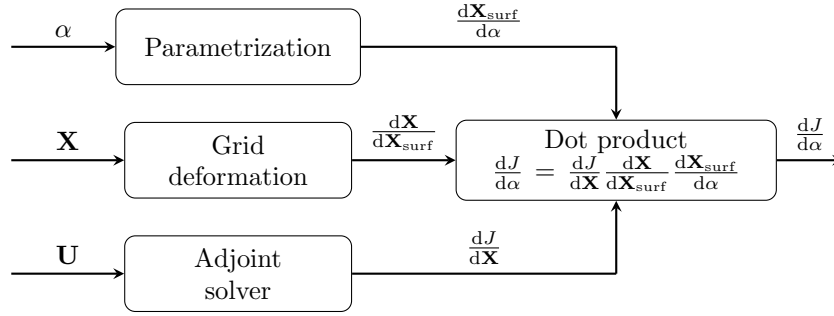 α
Parametrization
dX_surf/dα
X
Grid
deformation
dX/dX_surf
Dot product
dJ/dα = dJ/dX dX/dX_surf dX_surf/dα
dJ/dα
U
Adjoint
solver
dJ/dX